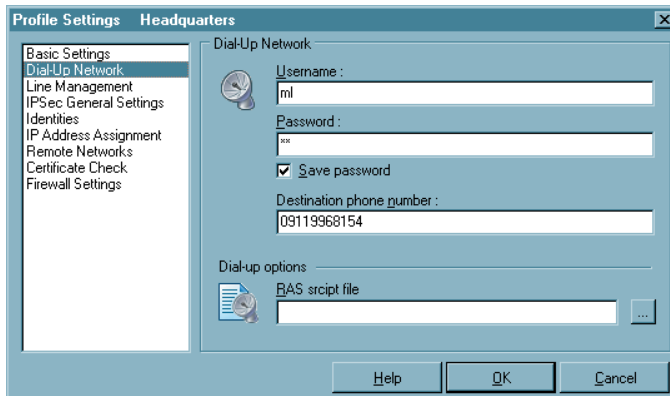 Profile Settings Headquarters
Basic Settings
Dial-Up Network
Line Management
IPSec General Settings
Identities
IP Address Assignment
Remote Networks
Certificate Check
Firewall Settings
Dial-Up Network
Username :
ml
Password :
**
Save password
Destination phone number :
09119968154
Dial-up options
RAS srcipt file
...
Help
OK
Cancel